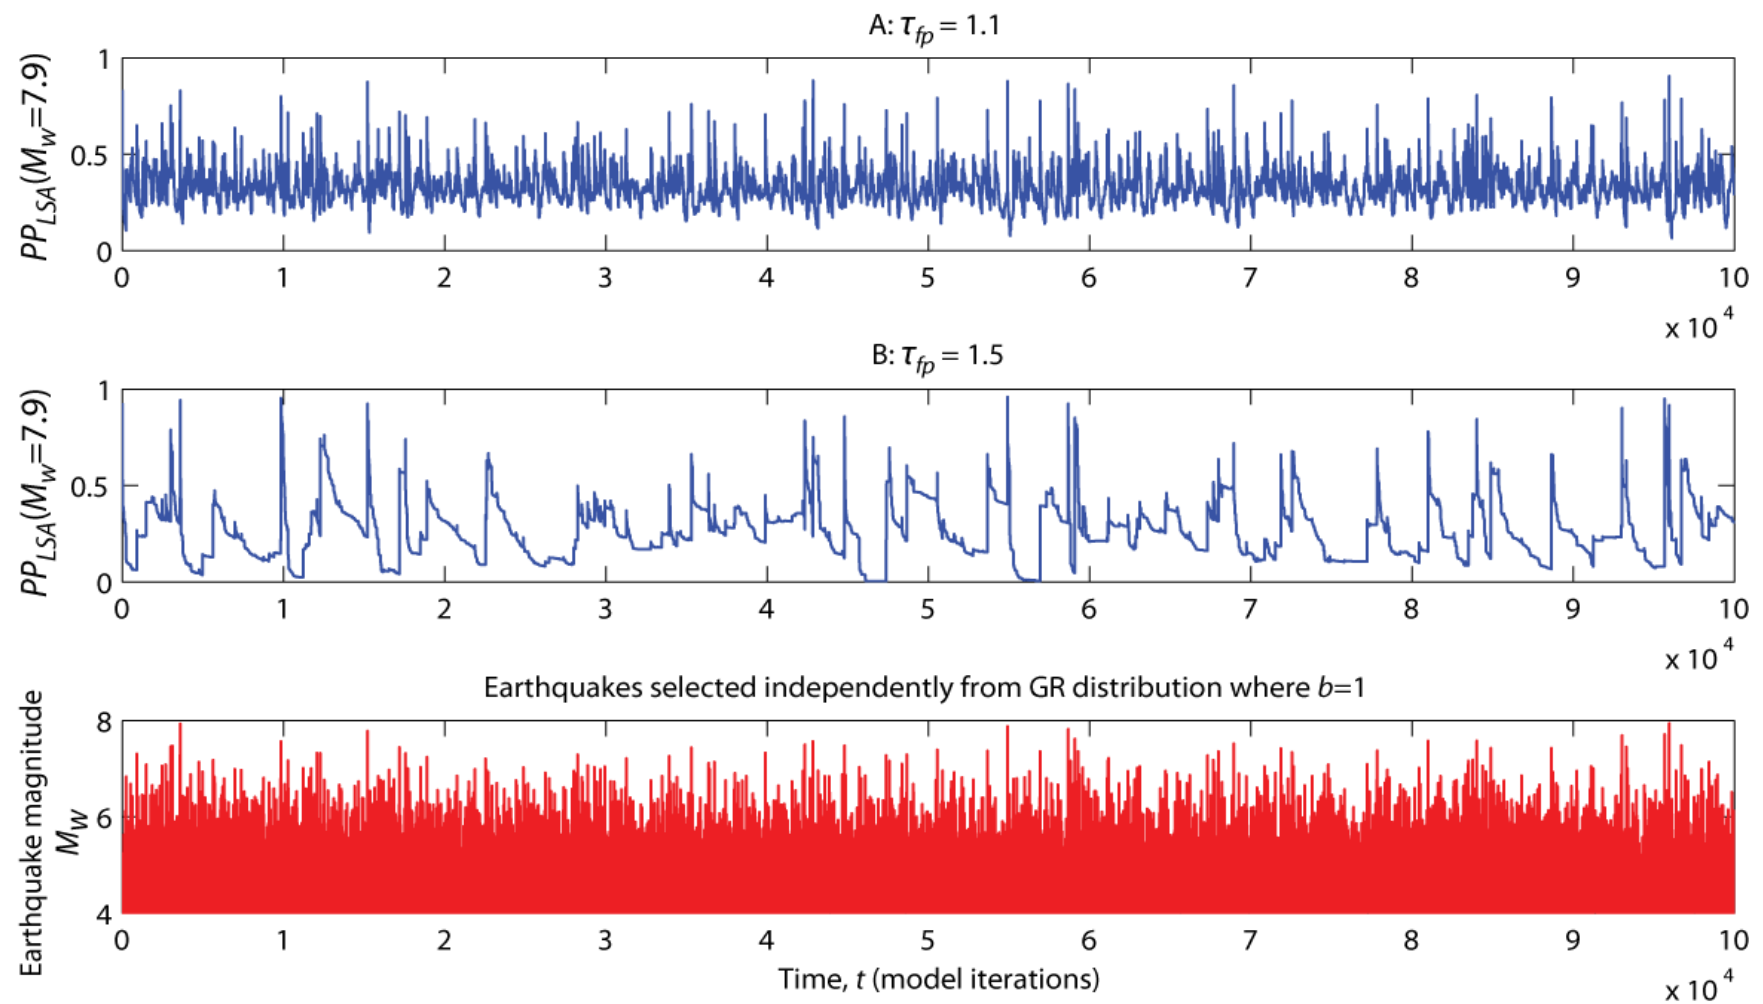 A: τfp = 1.1
PPLSA(Mw=7.9)
1
0.5
0
0 1 2 3 4 5 6 7 8 9 10
x 10 4
B: τfp = 1.5
PPLSA(Mw=7.9)
1
0.5
0
0 1 2 3 4 5 6 7 8 9 10
x 10 4
Earthquakes selected independently from GR distribution where b=1
Earthquake magnitude
Mw
8
6
4
0 1 2 3 4 5 6 7 8 9 10
Time, t (model iterations)
x 10 4